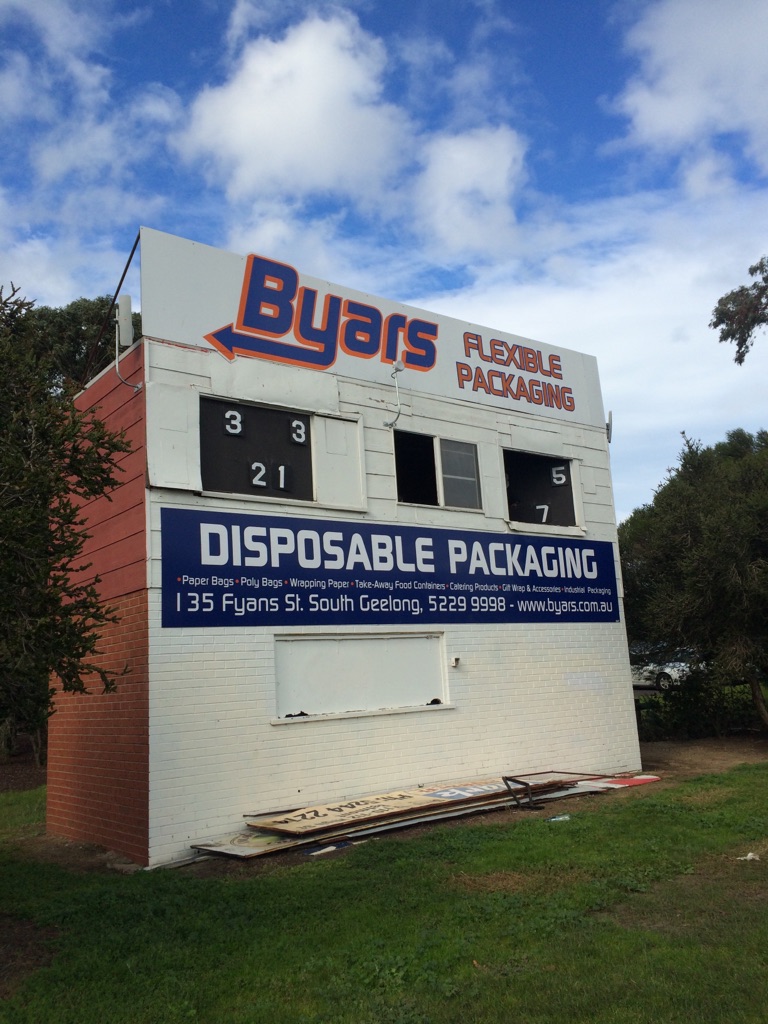 Byars
FLEXIBLE
PACKAGING
3 3
21
5
7
DISPOSABLE PACKAGING
•Paper Bags•Poly Bags•Wrapping Paper•Take-Away Food Containers•Catering Products•Gift Wrap & Accessories•Industrial Packaging
135 Fyans St. South Geelong, 5229 9998 - www.byars.com.au